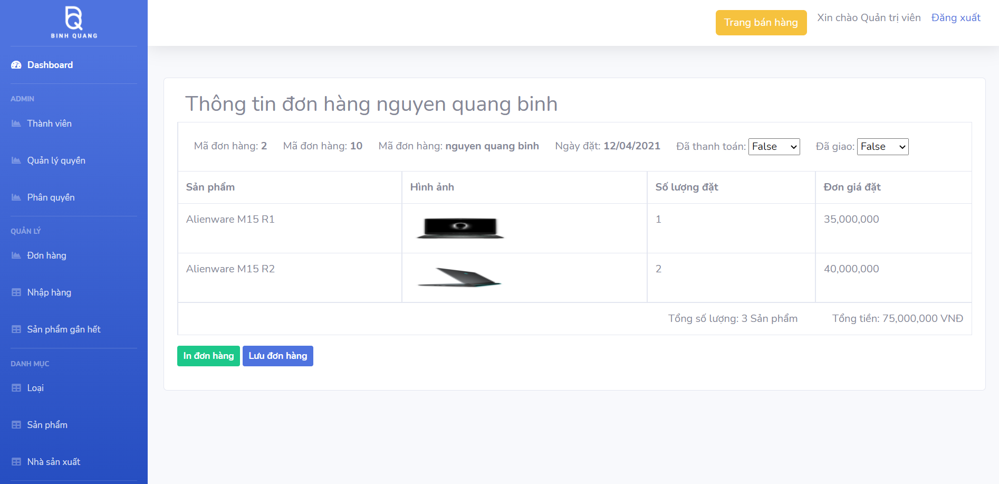 BINH QUANG
Trang bán hàng Xin chào Quản trị viên Đăng xuất
Dashboard
ADMIN
Thành viên
Quản lý quyền
Phân quyền
QUẢN LÝ
Đơn hàng
Nhập hàng
Sản phẩm gần hết
DANH MỤC
Loại
Sản phẩm
Nhà sản xuất
Thông tin đơn hàng nguyen quang binh
Mã đơn hàng: 2 Mã đơn hàng: 10 Mã đơn hàng: nguyen quang binh Ngày đặt: 12/04/2021 Đã thanh toán: False Đã giao: False
Sản phẩm Hình ảnh Số lượng đặt Đơn giá đặt
Alienware M15 R1 1 35,000,000
Alienware M15 R2 2 40,000,000
Tổng số lượng: 3 Sản phẩm Tổng tiền: 75,000,000 VNĐ
In đơn hàng Lưu đơn hàng